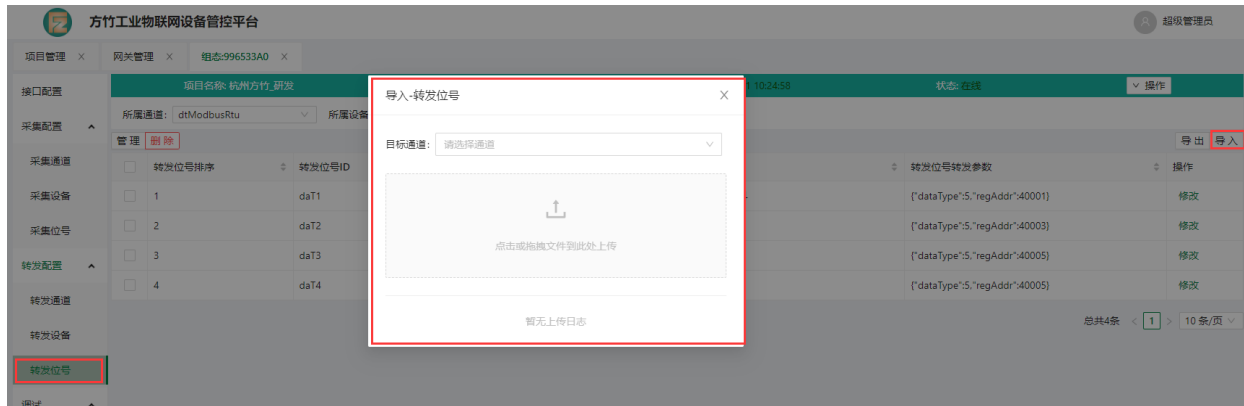 方竹工业物联网设备管控平台
超级管理员
项目管理 × 网关管理 × 组态:996533A0 ×
接口配置
项目名称: 杭州方竹_研发
10:24:58
状态: 在线
操作
所属通道: dtModbusRtu 所属设备
采集配置
管理 删除
导出 导入
采集通道
转发位号排序 转发位号ID 转发位号转发参数 操作
采集设备
1 daT1 {"dataType":5,"regAddr":40001} 修改
采集位号
2 daT2 {"dataType":5,"regAddr":40003} 修改
转发配置
3 daT3 {"dataType":5,"regAddr":40005} 修改
转发通道
4 daT4 {"dataType":5,"regAddr":40005} 修改
转发设备
总共4条 < 1 > 10 条/页
转发位号
调试
导入-转发位号 X
目标通道: 请选择通道
点击或拖拽文件到此处上传
暂无上传日志